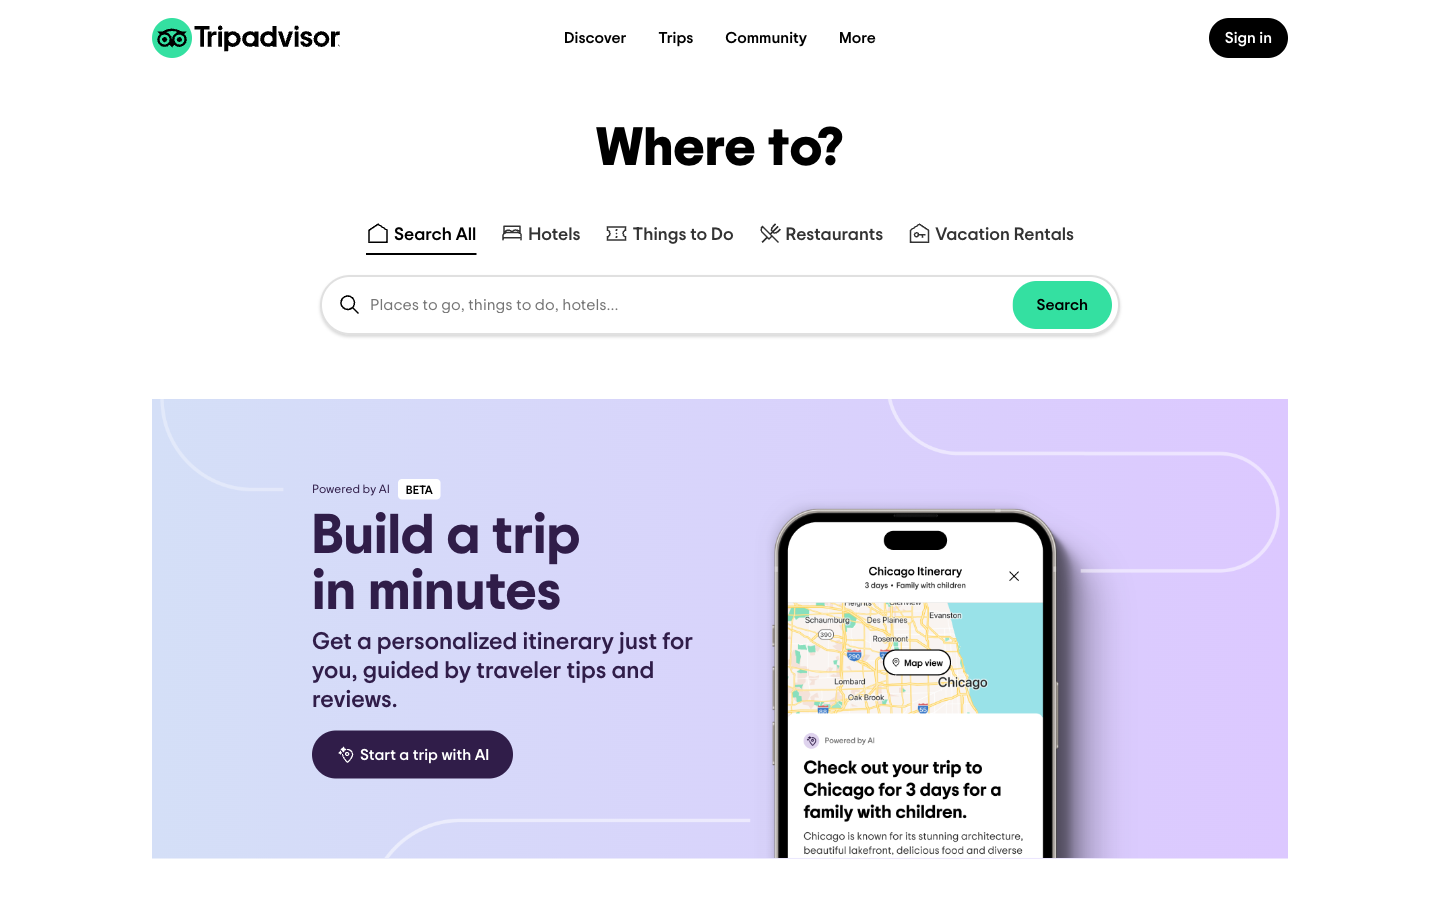 Tripadvisor
Discover Trips Community More
Sign in
Where to?
Search All Hotels Things to Do Restaurants Vacation Rentals
Places to go, things to do, hotels...
Search
Powered by AI BETA
Build a trip
in minutes
Get a personalized itinerary just for
you, guided by traveler tips and
reviews.
Start a trip with AI
Chicago Itinerary
3 days • Family with children
Heights Glenview
Evanston
Schaumburg Des Plaines
390
Rosemont
290
Map view
Lombard
Chicago
Oak Brook
Powered by AI
Check out your trip to
Chicago for 3 days for a
family with children.
Chicago is known for its stunning architecture,
beautiful lakefront, delicious food and diverse